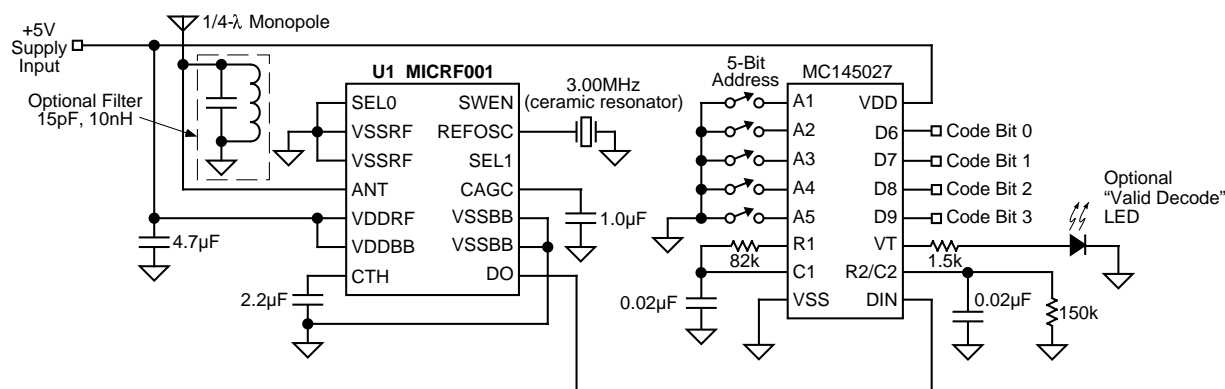 +5V
Supply
Input
1/4-λ Monopole
Optional Filter
15pF, 10nH
4.7µF
U1 MICRF001
SEL0
VSSRF
VSSRF
ANT
VDDRF
VDDBB
CTH
SWEN
REFOSC
SEL1
CAGC
VSSBB
VSSBB
DO
2.2µF
3.00MHz
(ceramic resonator)
1.0µF
5-Bit
Address
MC145027
A1
A2
A3
A4
A5
R1
C1
VSS
VDD
D6
D7
D8
D9
VT
R2/C2
DIN
82k
0.02µF
Code Bit 0
Code Bit 1
Code Bit 2
Code Bit 3
1.5k
Optional
“Valid Decode”
LED
0.02µF
150k